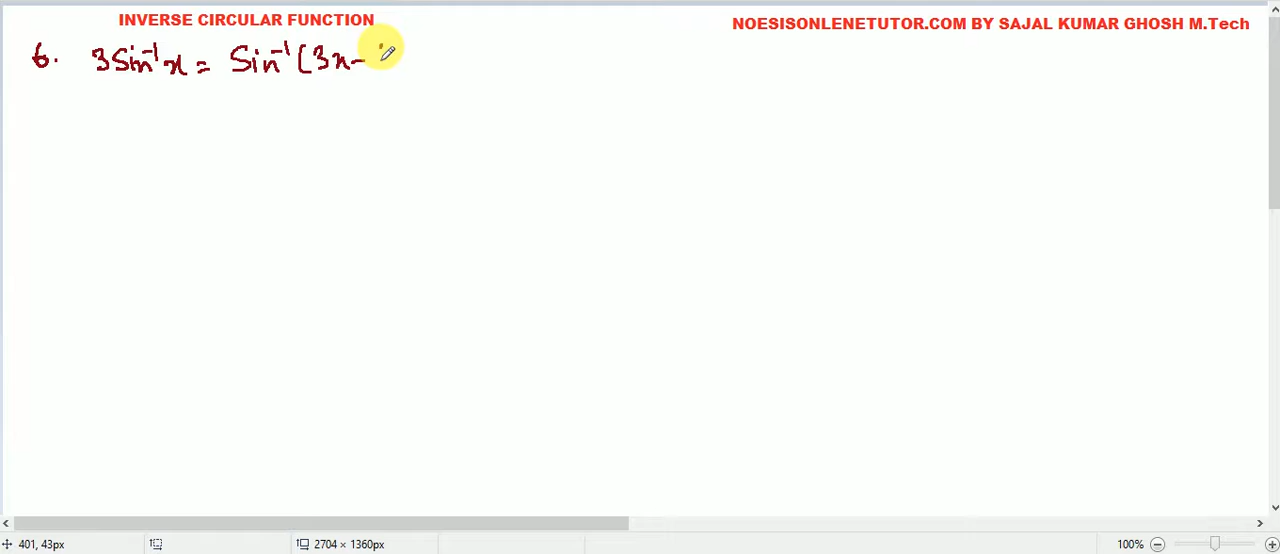 INVERSE CIRCULAR FUNCTION
NOESISONLENETUTOR.COM BY SAJAL KUMAR GHOSH M.Tech
6. 3Sin⁻¹x = Sin⁻¹(3x-
401, 43px
2704 × 1360px
100%